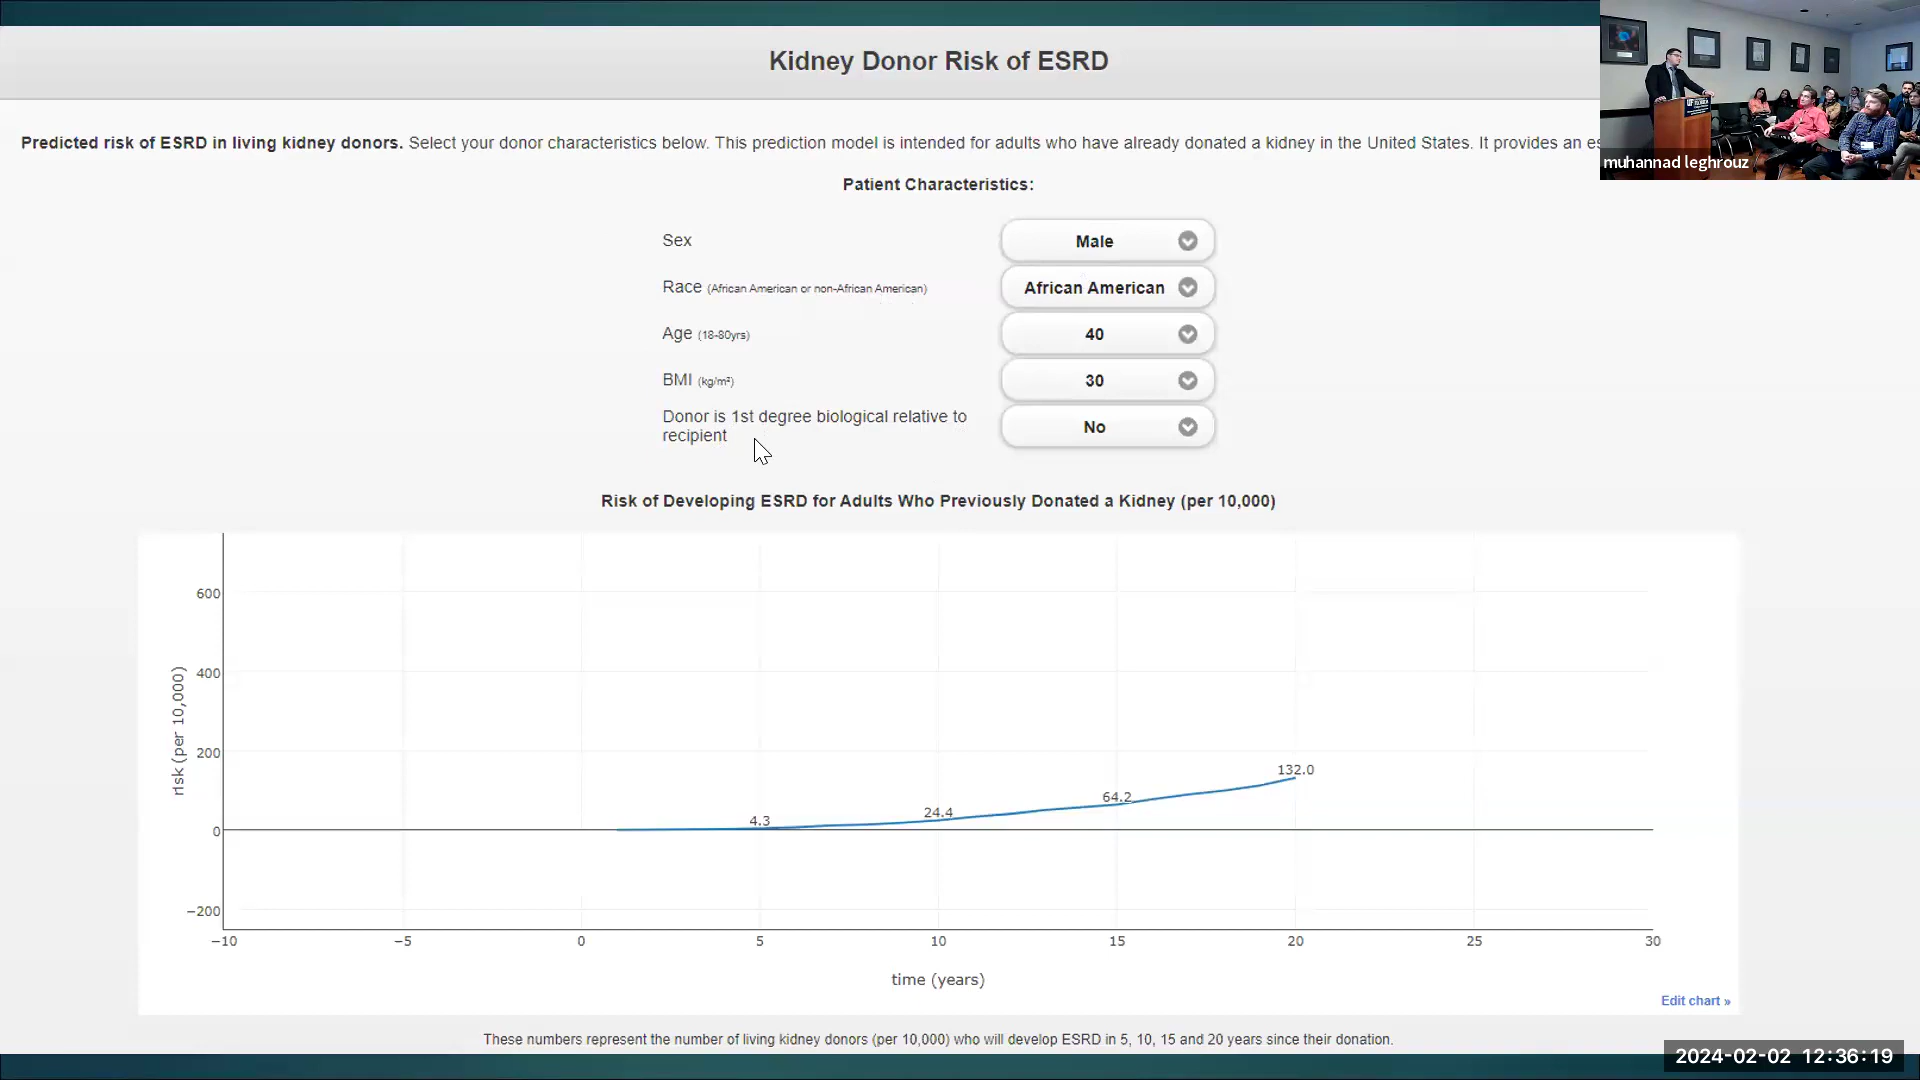 Kidney Donor Risk of ESRD
Predicted risk of ESRD in living kidney donors. Select your donor characteristics below. This prediction model is intended for adults who have already donated a kidney in the United States. It provides an es
muhannad leghrouz
Patient Characteristics:
Sex Male
Race (African American or non-African American) African American
Age (18-80yrs) 40
BMI (kg/m²) 30
Donor is 1st degree biological relative to
recipient
No
Risk of Developing ESRD for Adults Who Previously Donated a Kidney (per 10,000)
risk (per 10,000)
600
400
200
0
−200
4.3
24.4
64.2
132.0
−10 −5 0 5 10 15 20 25 30
time (years)
Edit chart »
These numbers represent the number of living kidney donors (per 10,000) who will develop ESRD in 5, 10, 15 and 20 years since their donation.
2024-02-02 12:36:19